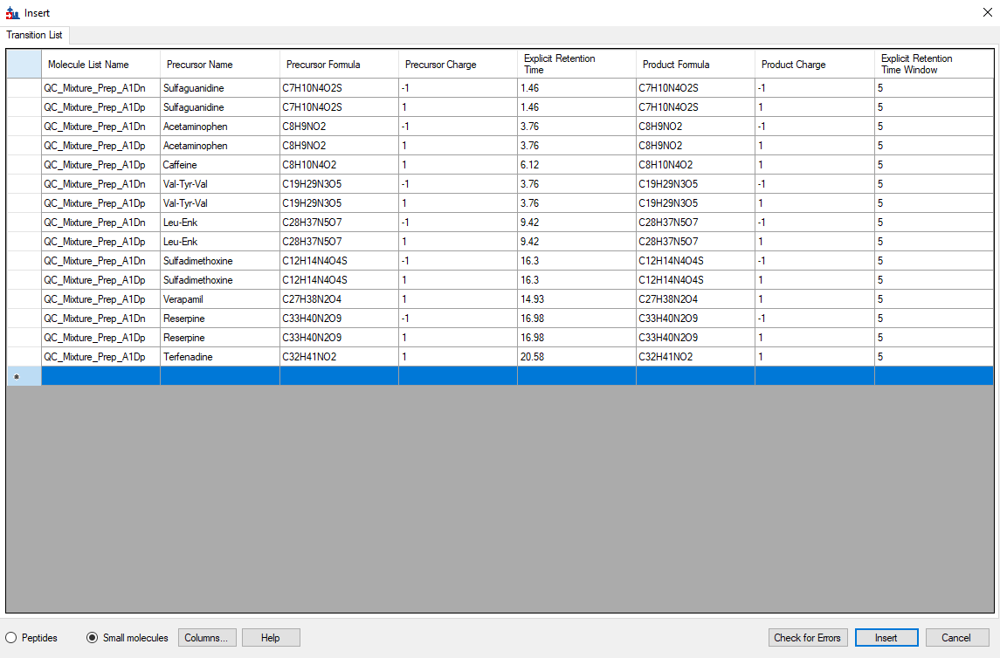 Insert
Transition List
Molecule List Name Precursor Name Precursor Formula Precursor Charge Explicit Retention Time Product Formula Product Charge Explicit Retention Time Window
QC_Mixture_Prep_A1Dn Sulfaguanidine C7H10N4O2S -1 1.46 C7H10N4O2S -1 5
QC_Mixture_Prep_A1Dp Sulfaguanidine C7H10N4O2S 1 1.46 C7H10N4O2S 1 5
QC_Mixture_Prep_A1Dn Acetaminophen C8H9NO2 -1 3.76 C8H9NO2 -1 5
QC_Mixture_Prep_A1Dp Acetaminophen C8H9NO2 1 3.76 C8H9NO2 1 5
QC_Mixture_Prep_A1Dp Caffeine C8H10N4O2 1 6.12 C8H10N4O2 1 5
QC_Mixture_Prep_A1Dn Val-Tyr-Val C19H29N3O5 -1 3.76 C19H29N3O5 -1 5
QC_Mixture_Prep_A1Dp Val-Tyr-Val C19H29N3O5 1 3.76 C19H29N3O5 1 5
QC_Mixture_Prep_A1Dn Leu-Enk C28H37N5O7 -1 9.42 C28H37N5O7 -1 5
QC_Mixture_Prep_A1Dp Leu-Enk C28H37N5O7 1 9.42 C28H37N5O7 1 5
QC_Mixture_Prep_A1Dn Sulfadimethoxine C12H14N4O4S -1 16.3 C12H14N4O4S -1 5
QC_Mixture_Prep_A1Dp Sulfadimethoxine C12H14N4O4S 1 16.3 C12H14N4O4S 1 5
QC_Mixture_Prep_A1Dp Verapamil C27H38N2O4 1 14.93 C27H38N2O4 1 5
QC_Mixture_Prep_A1Dn Reserpine C33H40N2O9 -1 16.98 C33H40N2O9 -1 5
QC_Mixture_Prep_A1Dp Reserpine C33H40N2O9 1 16.98 C33H40N2O9 1 5
QC_Mixture_Prep_A1Dp Terfenadine C32H41NO2 1 20.58 C32H41NO2 1 5
Peptides Small molecules Columns... Help Check for Errors Insert Cancel